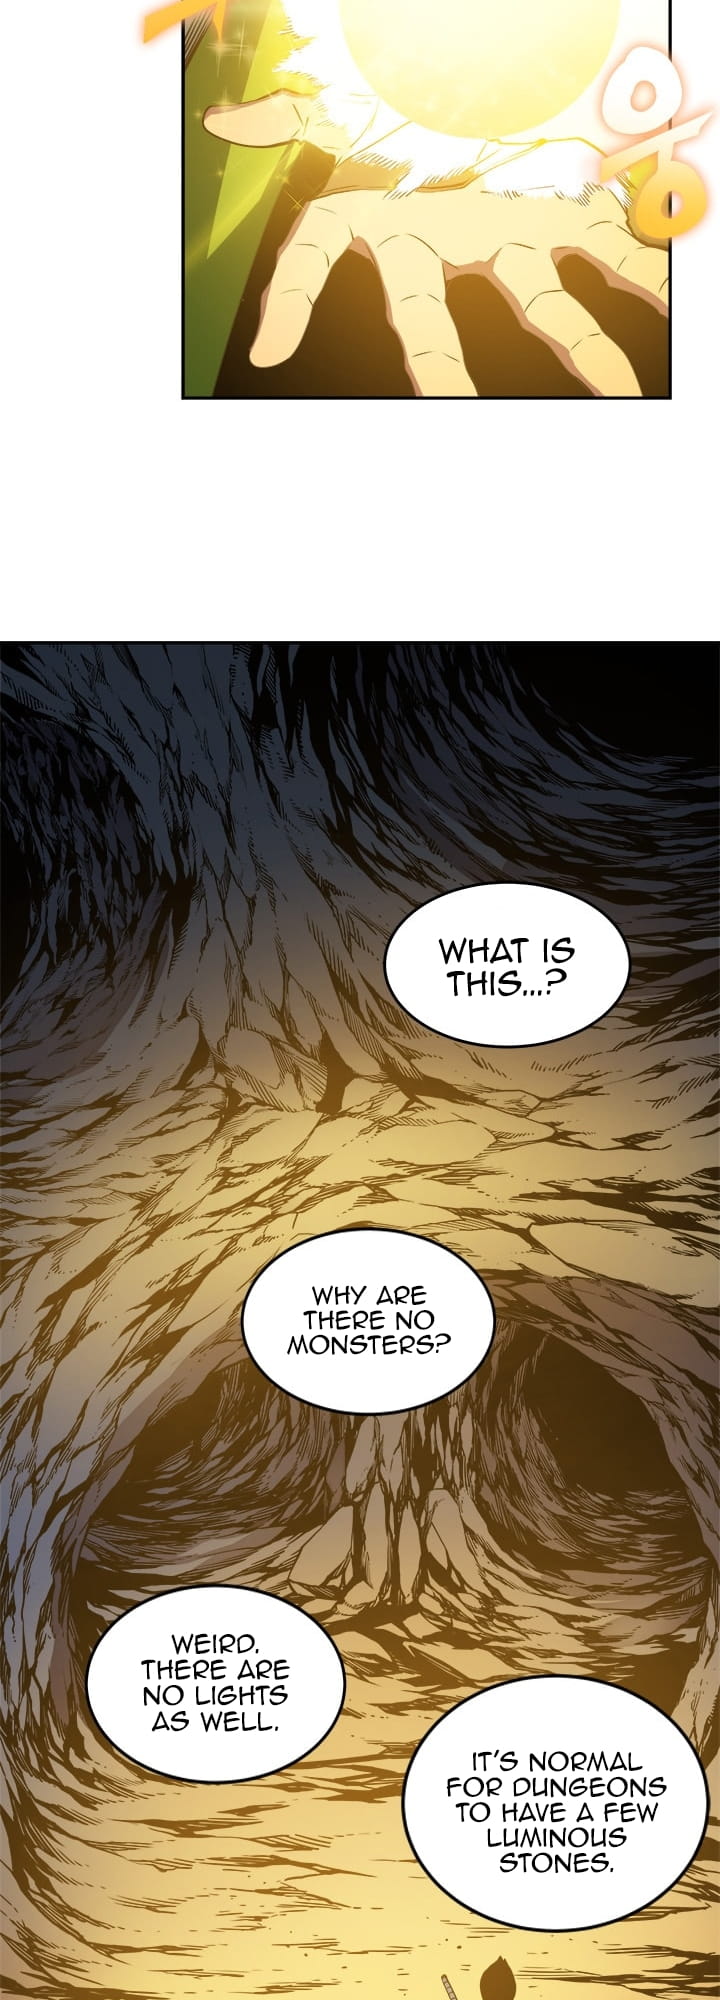 웅
WHAT IS
THIS...?
WHY ARE
THERE NO
MONSTERS?
WEIRD.
THERE ARE
NO LIGHTS
AS WELL.
IT'S NORMAL
FOR DUNGEONS
TO HAVE A FEW
LUMINOUS
STONES.